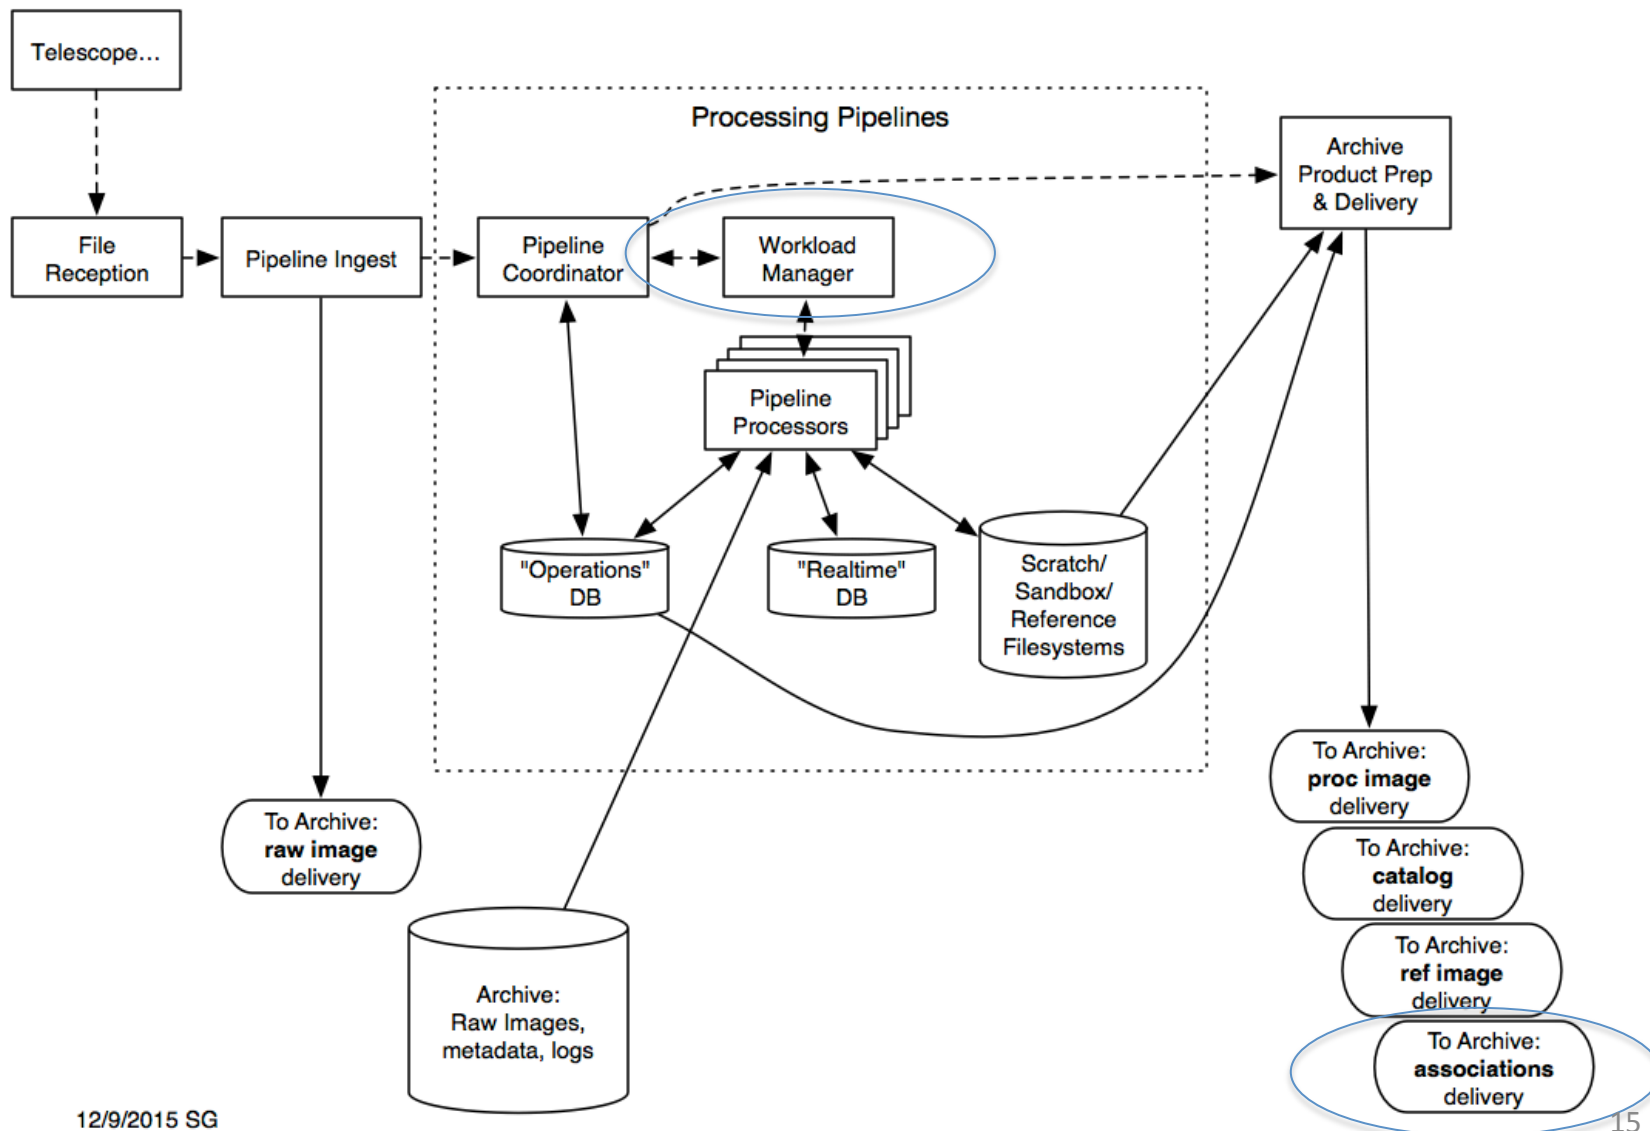 Telescope...
Processing Pipelines
Archive
Product Prep
& Delivery
File
Reception
Pipeline Ingest
Pipeline
Coordinator
Workload
Manager
Pipeline
Processors
"Operations"
DB
"Realtime"
DB
Scratch/
Sandbox/
Reference
Filesystems
To Archive:
raw image
delivery
Archive:
Raw Images,
metadata, logs
To Archive:
proc image
delivery
To Archive:
catalog
delivery
To Archive:
ref image
delivery
To Archive:
associations
delivery
12/9/2015 SG
15